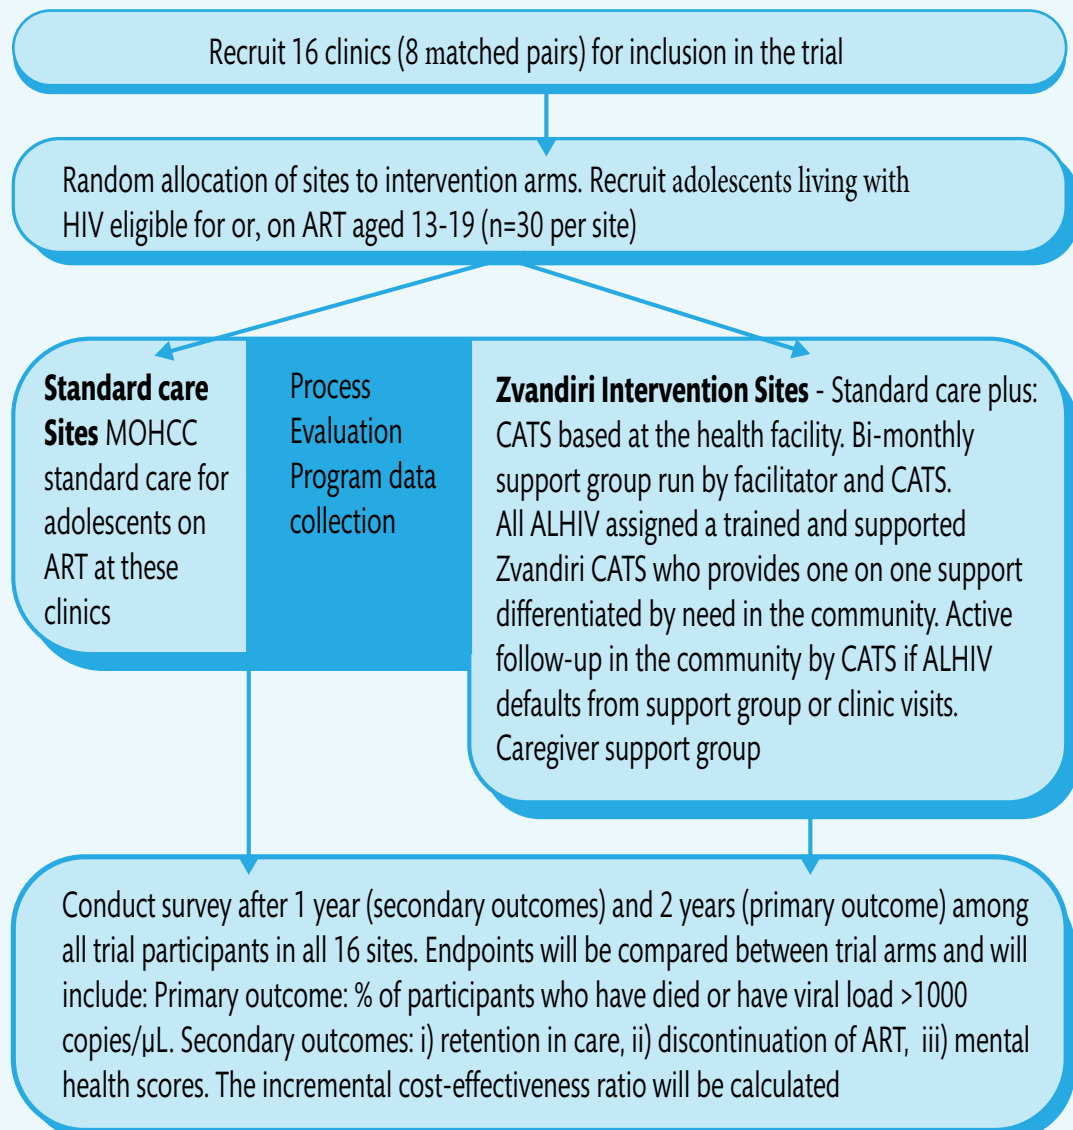 Recruit 16 clinics (8 matched pairs) for inclusion in the trial
Random allocation of sites to intervention arms. Recruit adolescents living with
HIV eligible for or, on ART aged 13-19 (n=30 per site)
Standard care
Sites MOHCC
standard care for
adolescents on
ART at these
clinics
Process
Evaluation
Program data
collection
Zvandiri Intervention Sites - Standard care plus:
CATS based at the health facility. Bi-monthly
support group run by facilitator and CATS.
All ALHIV assigned a trained and supported
Zvandiri CATS who provides one on one support
differentiated by need in the community. Active
follow-up in the community by CATS if ALHIV
defaults from support group or clinic visits.
Caregiver support group
Conduct survey after 1 year (secondary outcomes) and 2 years (primary outcome) among
all trial participants in all 16 sites. Endpoints will be compared between trial arms and will
include: Primary outcome: % of participants who have died or have viral load >1000
copies/µL. Secondary outcomes: i) retention in care, ii) discontinuation of ART, iii) mental
health scores. The incremental cost-effectiveness ratio will be calculated